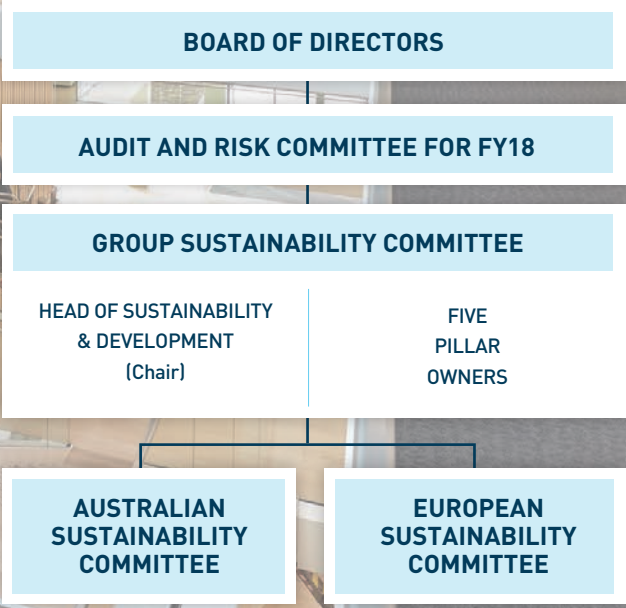 BOARD OF DIRECTORS
AUDIT AND RISK COMMITTEE FOR FY18
GROUP SUSTAINABILITY COMMITTEE
HEAD OF SUSTAINABILITY
& DEVELOPMENT
(Chair)
FIVE
PILLAR
OWNERS
AUSTRALIAN
SUSTAINABILITY
COMMITTEE
EUROPEAN
SUSTAINABILITY
COMMITTEE